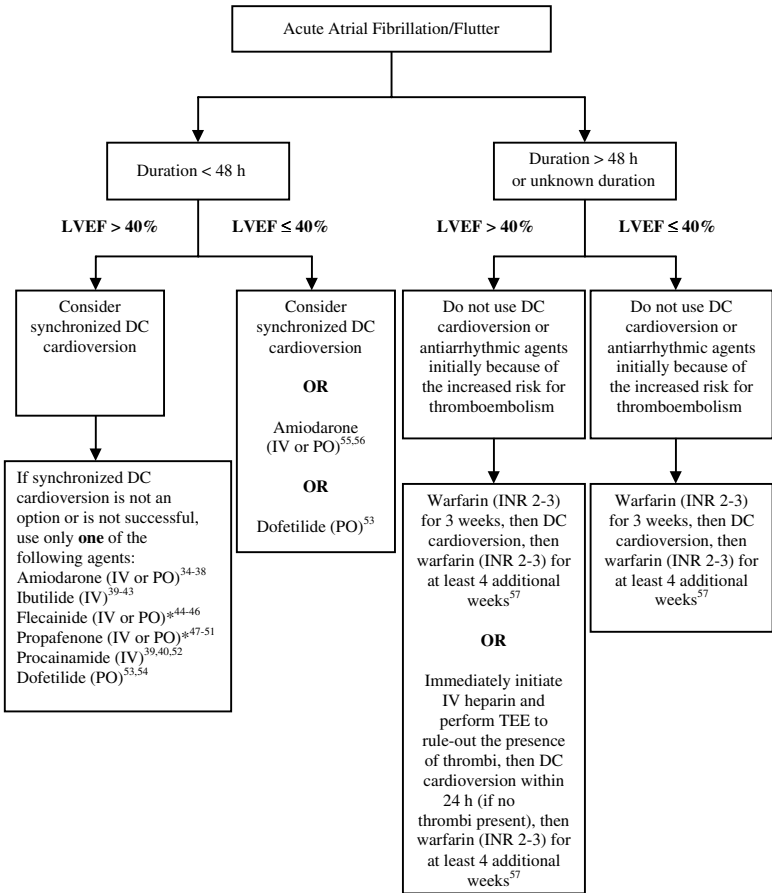 Acute Atrial Fibrillation/Flutter
Duration < 48 h
Duration > 48 h
or unknown duration
LVEF > 40%
LVEF ≤ 40%
LVEF > 40%
LVEF ≤ 40%
Consider
synchronized DC
cardioversion
Consider
synchronized DC
cardioversion
OR
Amiodarone
(IV or PO)55,56
OR
Dofetilide (PO)53
Do not use DC
cardioversion or
antiarrhythmic agents
initially because of
the increased risk for
thromboembolism
Do not use DC
cardioversion or
antiarrhythmic agents
initially because of
the increased risk for
thromboembolism
If synchronized DC
cardioversion is not an
option or is not successful,
use only one of the
following agents:
Amiodarone (IV or PO)34-38
Ibutilide (IV)39-43
Flecainide (IV or PO)*44-46
Propafenone (IV or PO)*47-51
Procainamide (IV)39,40,52
Dofetilide (PO)53,54
Warfarin (INR 2-3)
for 3 weeks, then DC
cardioversion, then
warfarin (INR 2-3) for
at least 4 additional
weeks57
OR
Immediately initiate
IV heparin and
perform TEE to
rule-out the presence
of thrombi, then DC
cardioversion within
24 h (if no
thrombi present), then
warfarin (INR 2-3) for
at least 4 additional
weeks57
Warfarin (INR 2-3)
for 3 weeks, then DC
cardioversion, then
warfarin (INR 2-3) for
at least 4 additional
weeks57